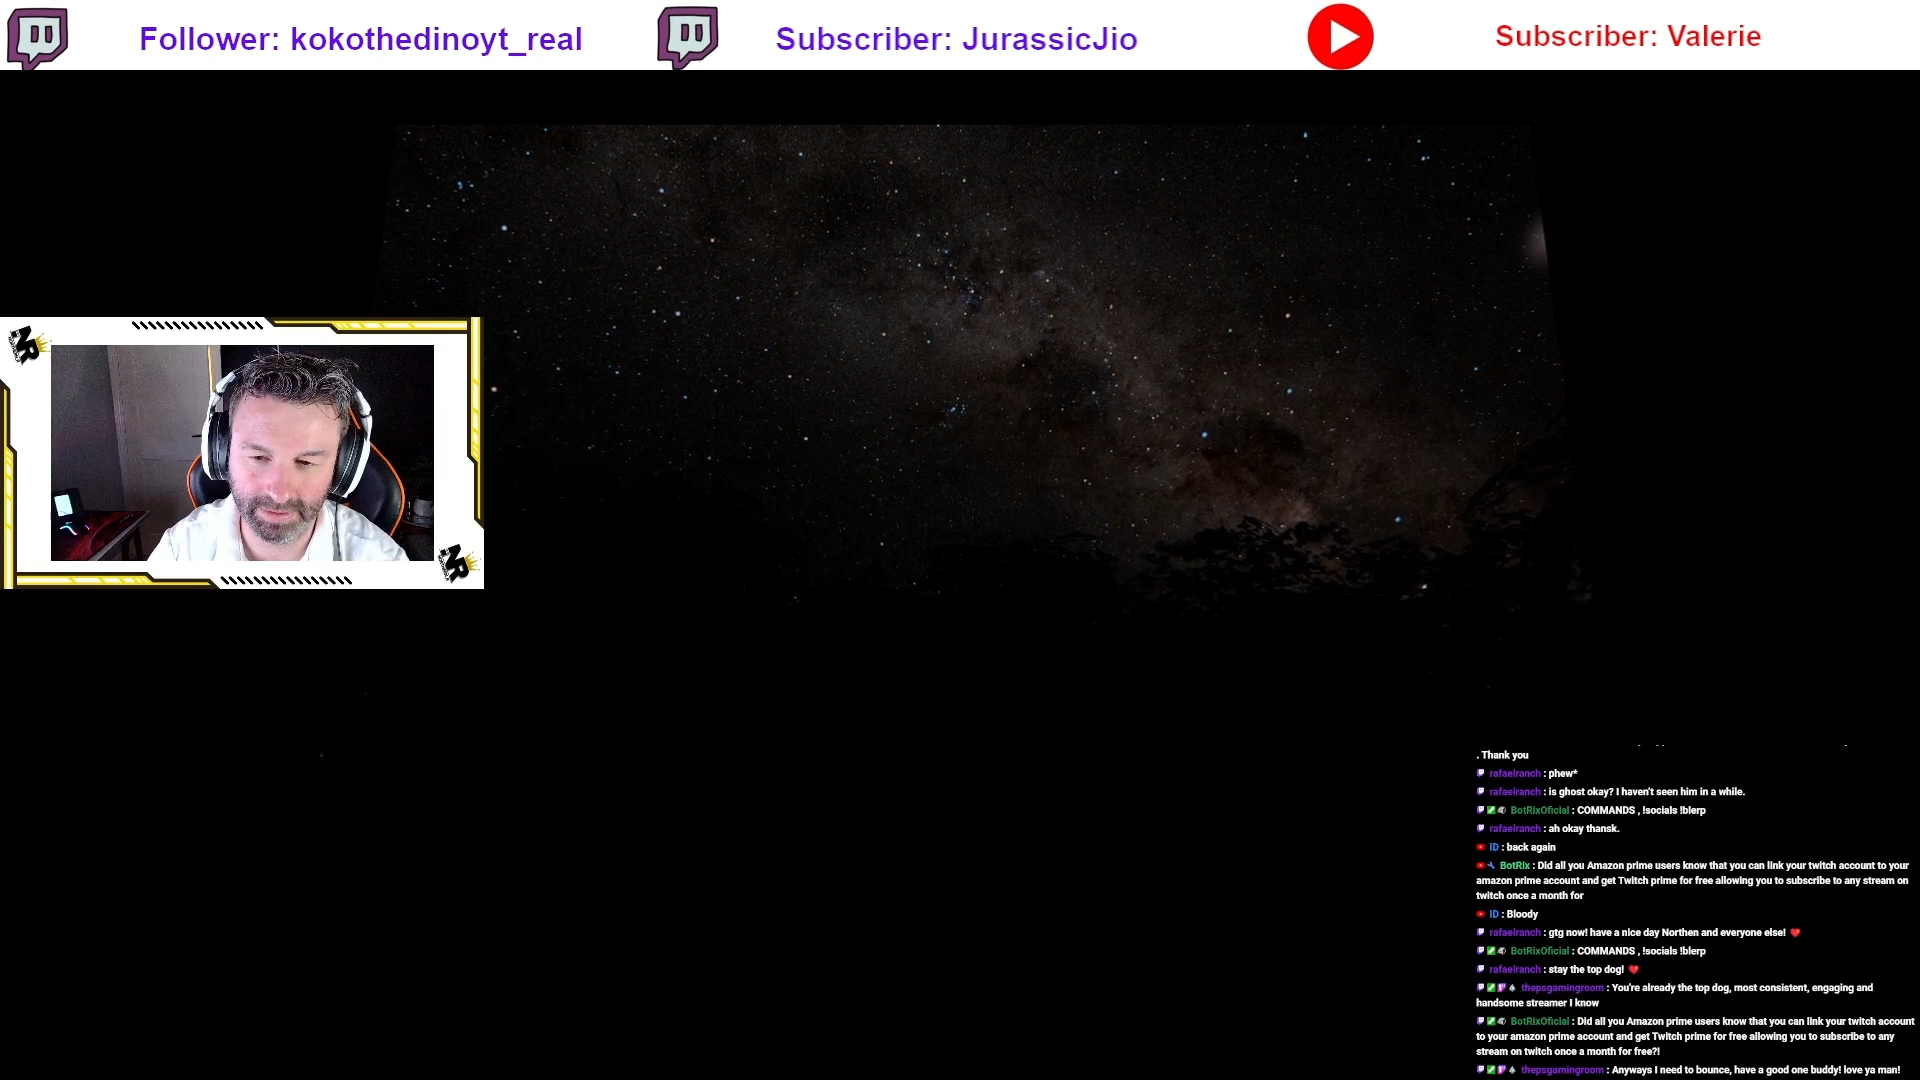 Follower: kokothedinoyt_real
Subscriber: JurassicJio
Subscriber: Valerie
NR
NR
. Thank you
rafaelranch : phew*
rafaelranch : is ghost okay? I haven't seen him in a while.
BotRixOficial : COMMANDS , !socials !blerp
rafaelranch : ah okay thansk.
ID : back again
BotRix : Did all you Amazon prime users know that you can link your twitch account to your
amazon prime account and get Twitch prime for free allowing you to subscribe to any stream on
twitch once a month for
ID : Bloody
rafaelranch : gtg now! have a nice day Northen and everyone else! ❤️
BotRixOficial : COMMANDS , !socials !blerp
rafaelranch : stay the top dog! ❤️
thepsgamingroom : You're already the top dog, most consistent, engaging and
handsome streamer I know
BotRixOficial : Did all you Amazon prime users know that you can link your twitch account
to your amazon prime account and get Twitch prime for free allowing you to subscribe to any
stream on twitch once a month for free?!
thepsgamingroom : Anyways I need to bounce, have a good one buddy! love ya man!